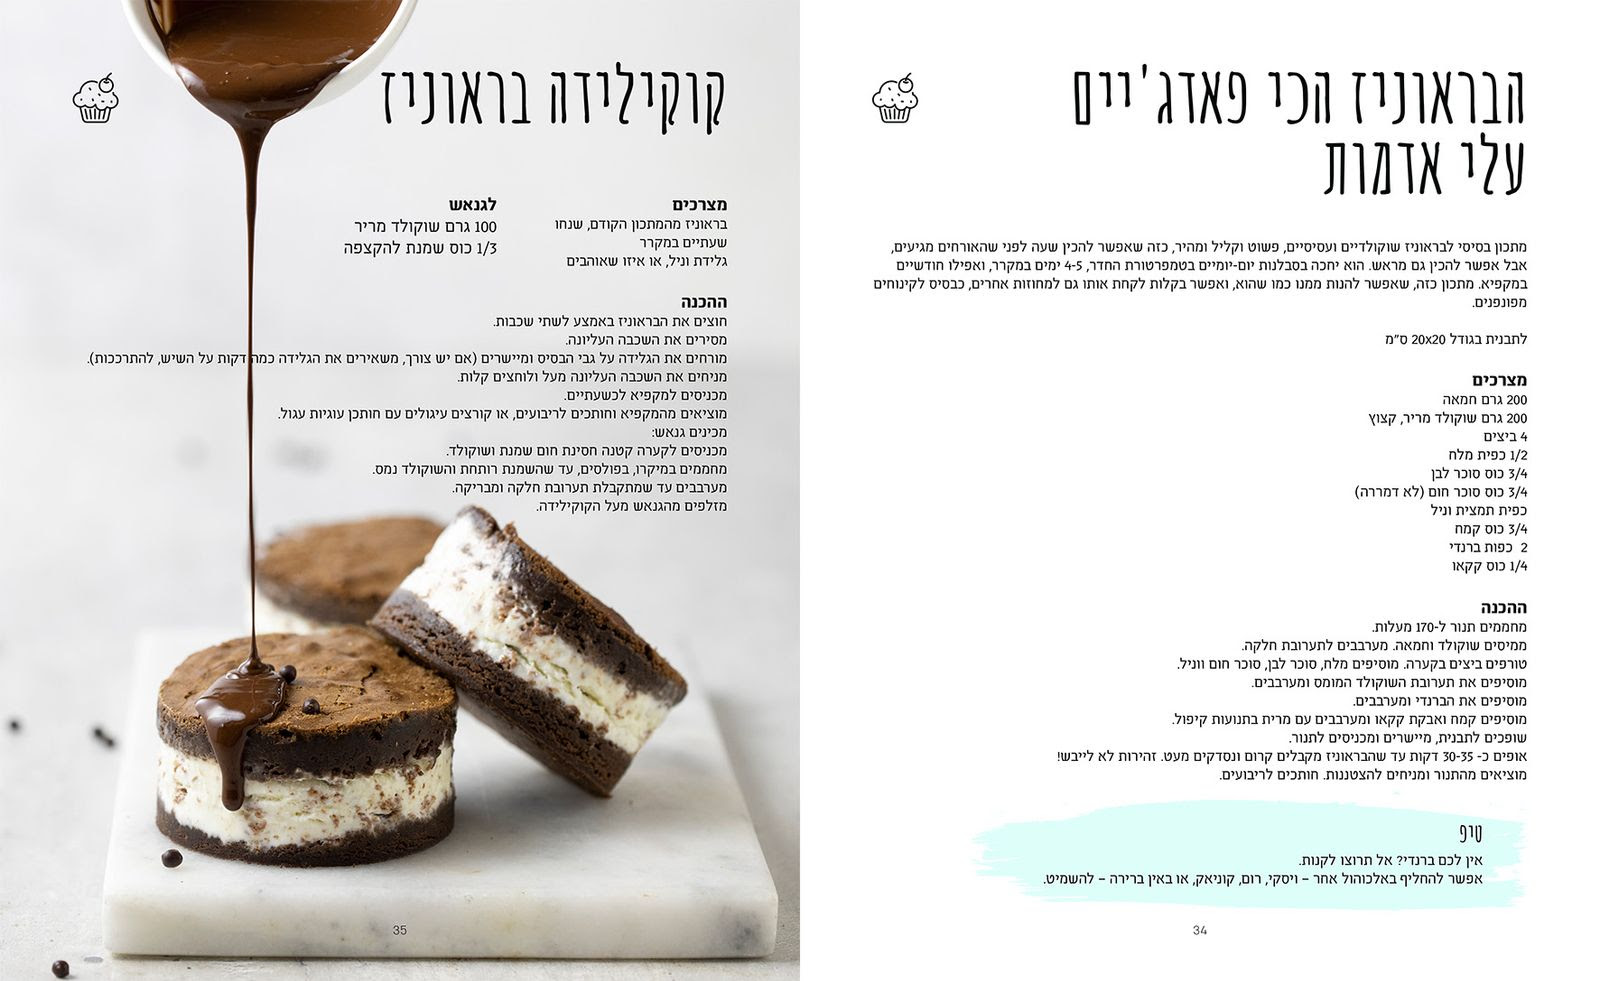 הבראוניז הכי פאדג'יים
עלי אדמות
מתכון בסיסי לבראוניז שוקולדיים ועסיסיים, פשוט וקליל ומהיר, כזה שאפשר להכין שעה לפני שהאורחים מגיעים,
אבל אפשר להכין גם מראש. הוא יחכה בסבלנות יום-יומיים בטמפרטורת החדר, 4-5 ימים במקרר, ואפילו חודשיים
במקפיא. מתכון כזה, שאפשר להנות ממנו כמו שהוא, ואפשר בקלות לקחת אותו גם למחוזות אחרים, כבסיס לקינוחים
מפונפנים.
לתבנית בגודל 20x20 ס"מ
מצרכים
200 גרם חמאה
200 גרם שוקולד מריר, קצוץ
4 ביצים
1/2 כפית מלח
3/4 כוס סוכר לבן
3/4 כוס סוכר חום (לא דמררה)
כפית תמצית וניל
3/4 כוס קמח
2 כפות ברנדי
1/4 כוס קקאו
ההכנה
מחממים תנור ל-170 מעלות.
ממיסים שוקולד וחמאה. מערבבים לתערובת חלקה.
טורפים ביצים בקערה. מוסיפים מלח, סוכר לבן, סוכר חום ווניל.
מוסיפים את תערובת השוקולד המומס ומערבבים.
מוסיפים את הברנדי ומערבבים.
מוסיפים קמח ואבקת קקאו ומערבבים עם מרית בתנועות קיפול.
שופכים לתבנית, מיישרים ומכניסים לתנור.
אופים כ- 30-35 דקות עד שהבראוניז מקבלים קרום ונסדקים מעט. זהירות לא לייבש!
מוציאים מהתנור ומניחים להצטננות. חותכים לריבועים.
טיפ
אין לכם ברנדי? אל תרוצו לקנות.
אפשר להחליף באלכוהול אחר – ויסקי, רום, קוניאק, או באין ברירה – להשמיט.
34
קוקילידה בראוניז
מצרכים
בראוניז מהמתכון הקודם, שנחו
שעתיים במקרר
גלידת וניל, או איזו שאוהבים
לגנאש
100 גרם שוקולד מריר
1/3 כוס שמנת להקצפה
ההכנה
חוצים את הבראוניז באמצע לשתי שכבות.
מסירים את השכבה העליונה.
מורחים את הגלידה על גבי הבסיס ומיישרים (אם יש צורך, משאירים את הגלידה כמה דקות על השיש, להתרככות).
מניחים את השכבה העליונה מעל ולוחצים קלות.
מכניסים למקפיא לכשעתיים.
מוציאים מהמקפיא וחותכים לריבועים, או קורצים עיגולים עם חותכן עוגיות עגול.
מכינים גנאש:
מכניסים לקערה קטנה חסינת חום שמנת ושוקולד.
מחממים במיקרו, בפולסים, עד שהשמנת רותחת והשוקולד נמס.
מערבבים עד שמתקבלת תערובת חלקה ומבריקה.
מזלפים מהגנאש מעל הקוקילידה.
35